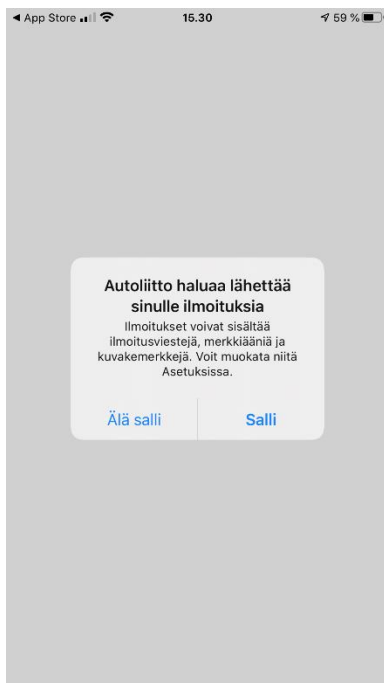 ◀ App Store 15.30 59 %
Autoliitto haluaa lähettää
sinulle ilmoituksia
Ilmoitukset voivat sisältää
ilmoitusviestejä, merkkiääniä ja
kuvakemerkkejä. Voit muokata niitä
Asetuksissa.
Älä salli Salli